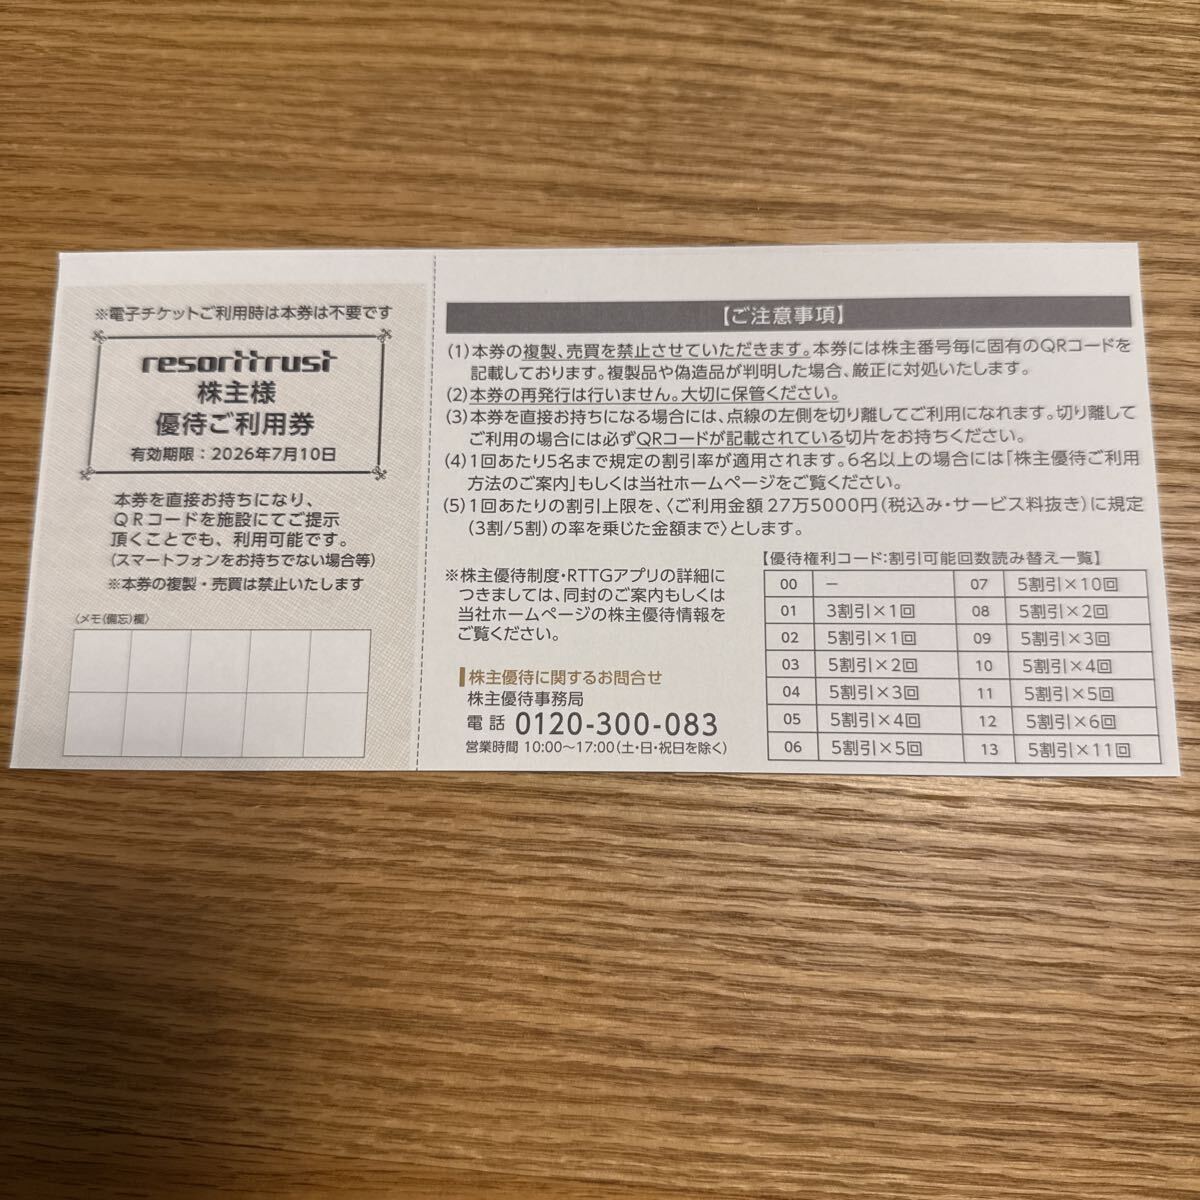 ※電子チケットご利用時は本券は不要です
resorttrust
株主様
優待ご利用券
有効期限：2026年7月10日
本券を直接お持ちになり、
QRコードを施設にてご提示
頂くことでも、利用可能です。
(スマートフォンをお持ちでない場合等)
※本券の複製・売買は禁止いたします
〈メモ(備忘)欄〉
【ご注意事項】
(1)本券の複製、売買を禁止させていただきます。本券には株主番号毎に固有のQRコードを
記載しております。複製品や偽造品が判明した場合、厳正に対処いたします。
(2)本券の再発行は行いません。大切に保管ください。
(3)本券を直接お持ちになる場合には、点線の左側を切り離してご利用になれます。切り離して
ご利用の場合には必ずQRコードが記載されている切片をお持ちください。
(4)1回あたり5名まで規定の割引率が適用されます。6名以上の場合には「株主優待ご利用
方法のご案内」もしくは当社ホームページをご覧ください。
(5)1回あたりの割引上限を、〈ご利用金額 27万5000円(税込み・サービス料抜き)に規定
(3割/5割)の率を乗じた金額まで〉とします。
※株主優待制度・RTTGアプリの詳細に
つきましては、同封のご案内もしくは
当社ホームページの株主優待情報を
ご覧ください。
株主優待に関するお問合せ
株主優待事務局
電話 0120-300-083
営業時間 10:00〜17:00(土・日・祝日を除く)
【優待権利コード:割引可能回数読み替え一覧】
00 － 07 5割引×10回
01 3割引×1回 08 5割引×2回
02 5割引×1回 09 5割引×3回
03 5割引×2回 10 5割引×4回
04 5割引×3回 11 5割引×5回
05 5割引×4回 12 5割引×6回
06 5割引×5回 13 5割引×11回